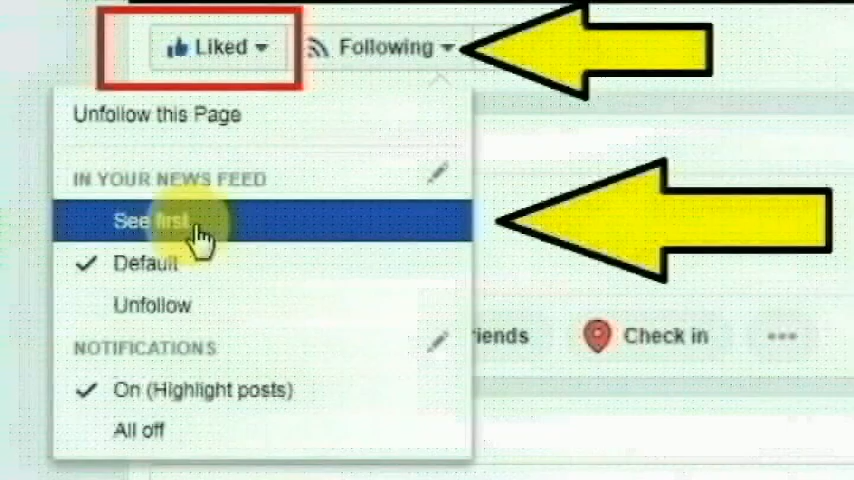 Liked Following
Unfollow this Page
IN YOUR NEWS FEED
See first
Default
Unfollow
riends Check in
NOTIFICATIONS
On (Highlight posts)
All off